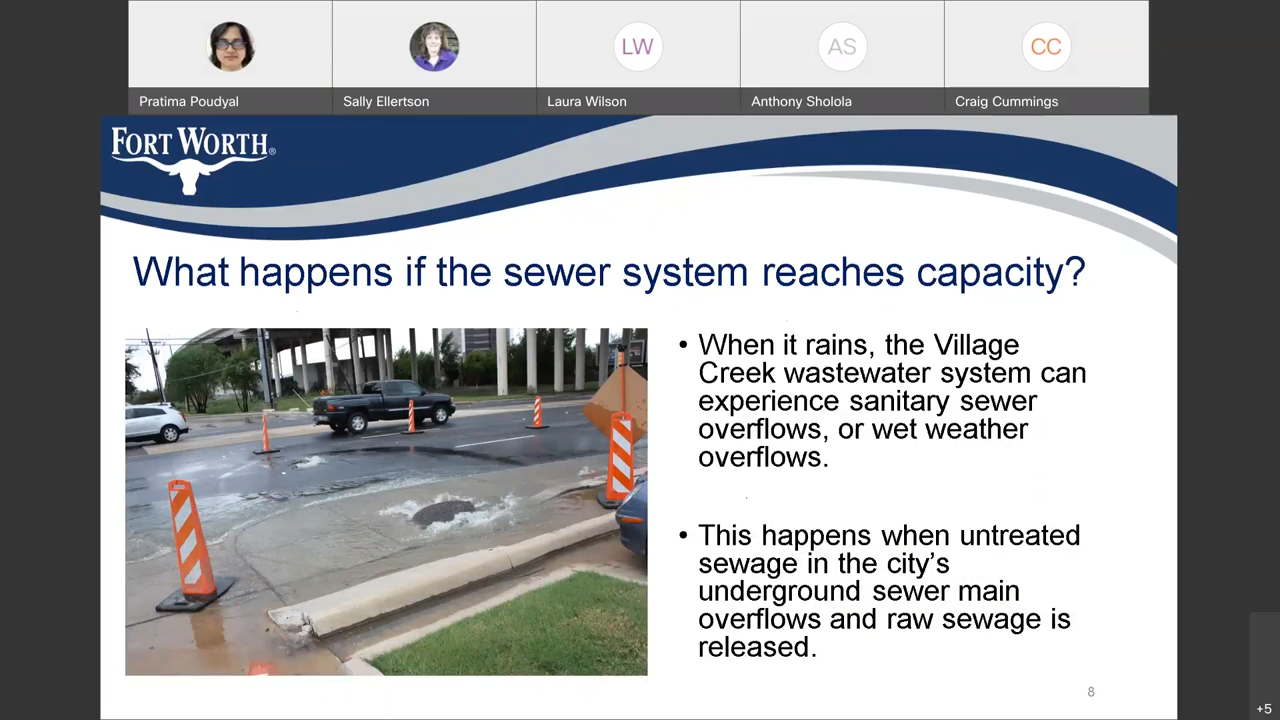 LW
AS
CC
Pratima Poudyal
Sally Ellertson
Laura Wilson
Anthony Sholola
Craig Cummings
FORT WORTH®
What happens if the sewer system reaches capacity?
• When it rains, the Village
Creek wastewater system can
experience sanitary sewer
overflows, or wet weather
overflows.
• This happens when untreated
sewage in the city's
underground sewer main
overflows and raw sewage is
released.
8
+5